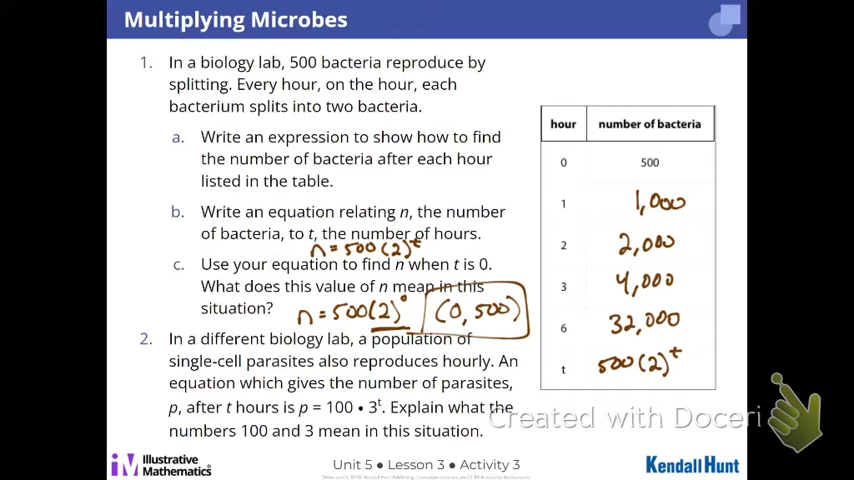 Multiplying Microbes
1. In a biology lab, 500 bacteria reproduce by
splitting. Every hour, on the hour, each
bacterium splits into two bacteria.
a. Write an expression to show how to find
the number of bacteria after each hour
listed in the table.
b. Write an equation relating n, the number
of bacteria, to t, the number of hours.
n = 500(2)^t
c. Use your equation to find n when t is 0.
What does this value of n mean in this
situation?
n = 500(2)^0 (0, 500)
2. In a different biology lab, a population of
single-cell parasites also reproduces hourly. An
equation which gives the number of parasites,
p, after t hours is p = 100 • 3^t. Explain what the
numbers 100 and 3 mean in this situation.
hour number of bacteria
0 500
1 1,000
2 2,000
3 4,000
6 32,000
t 500(2)^t
Created with Doceri
iM Illustrative
Mathematics®
Unit 5 • Lesson 3 • Activity 3
Kendall Hunt